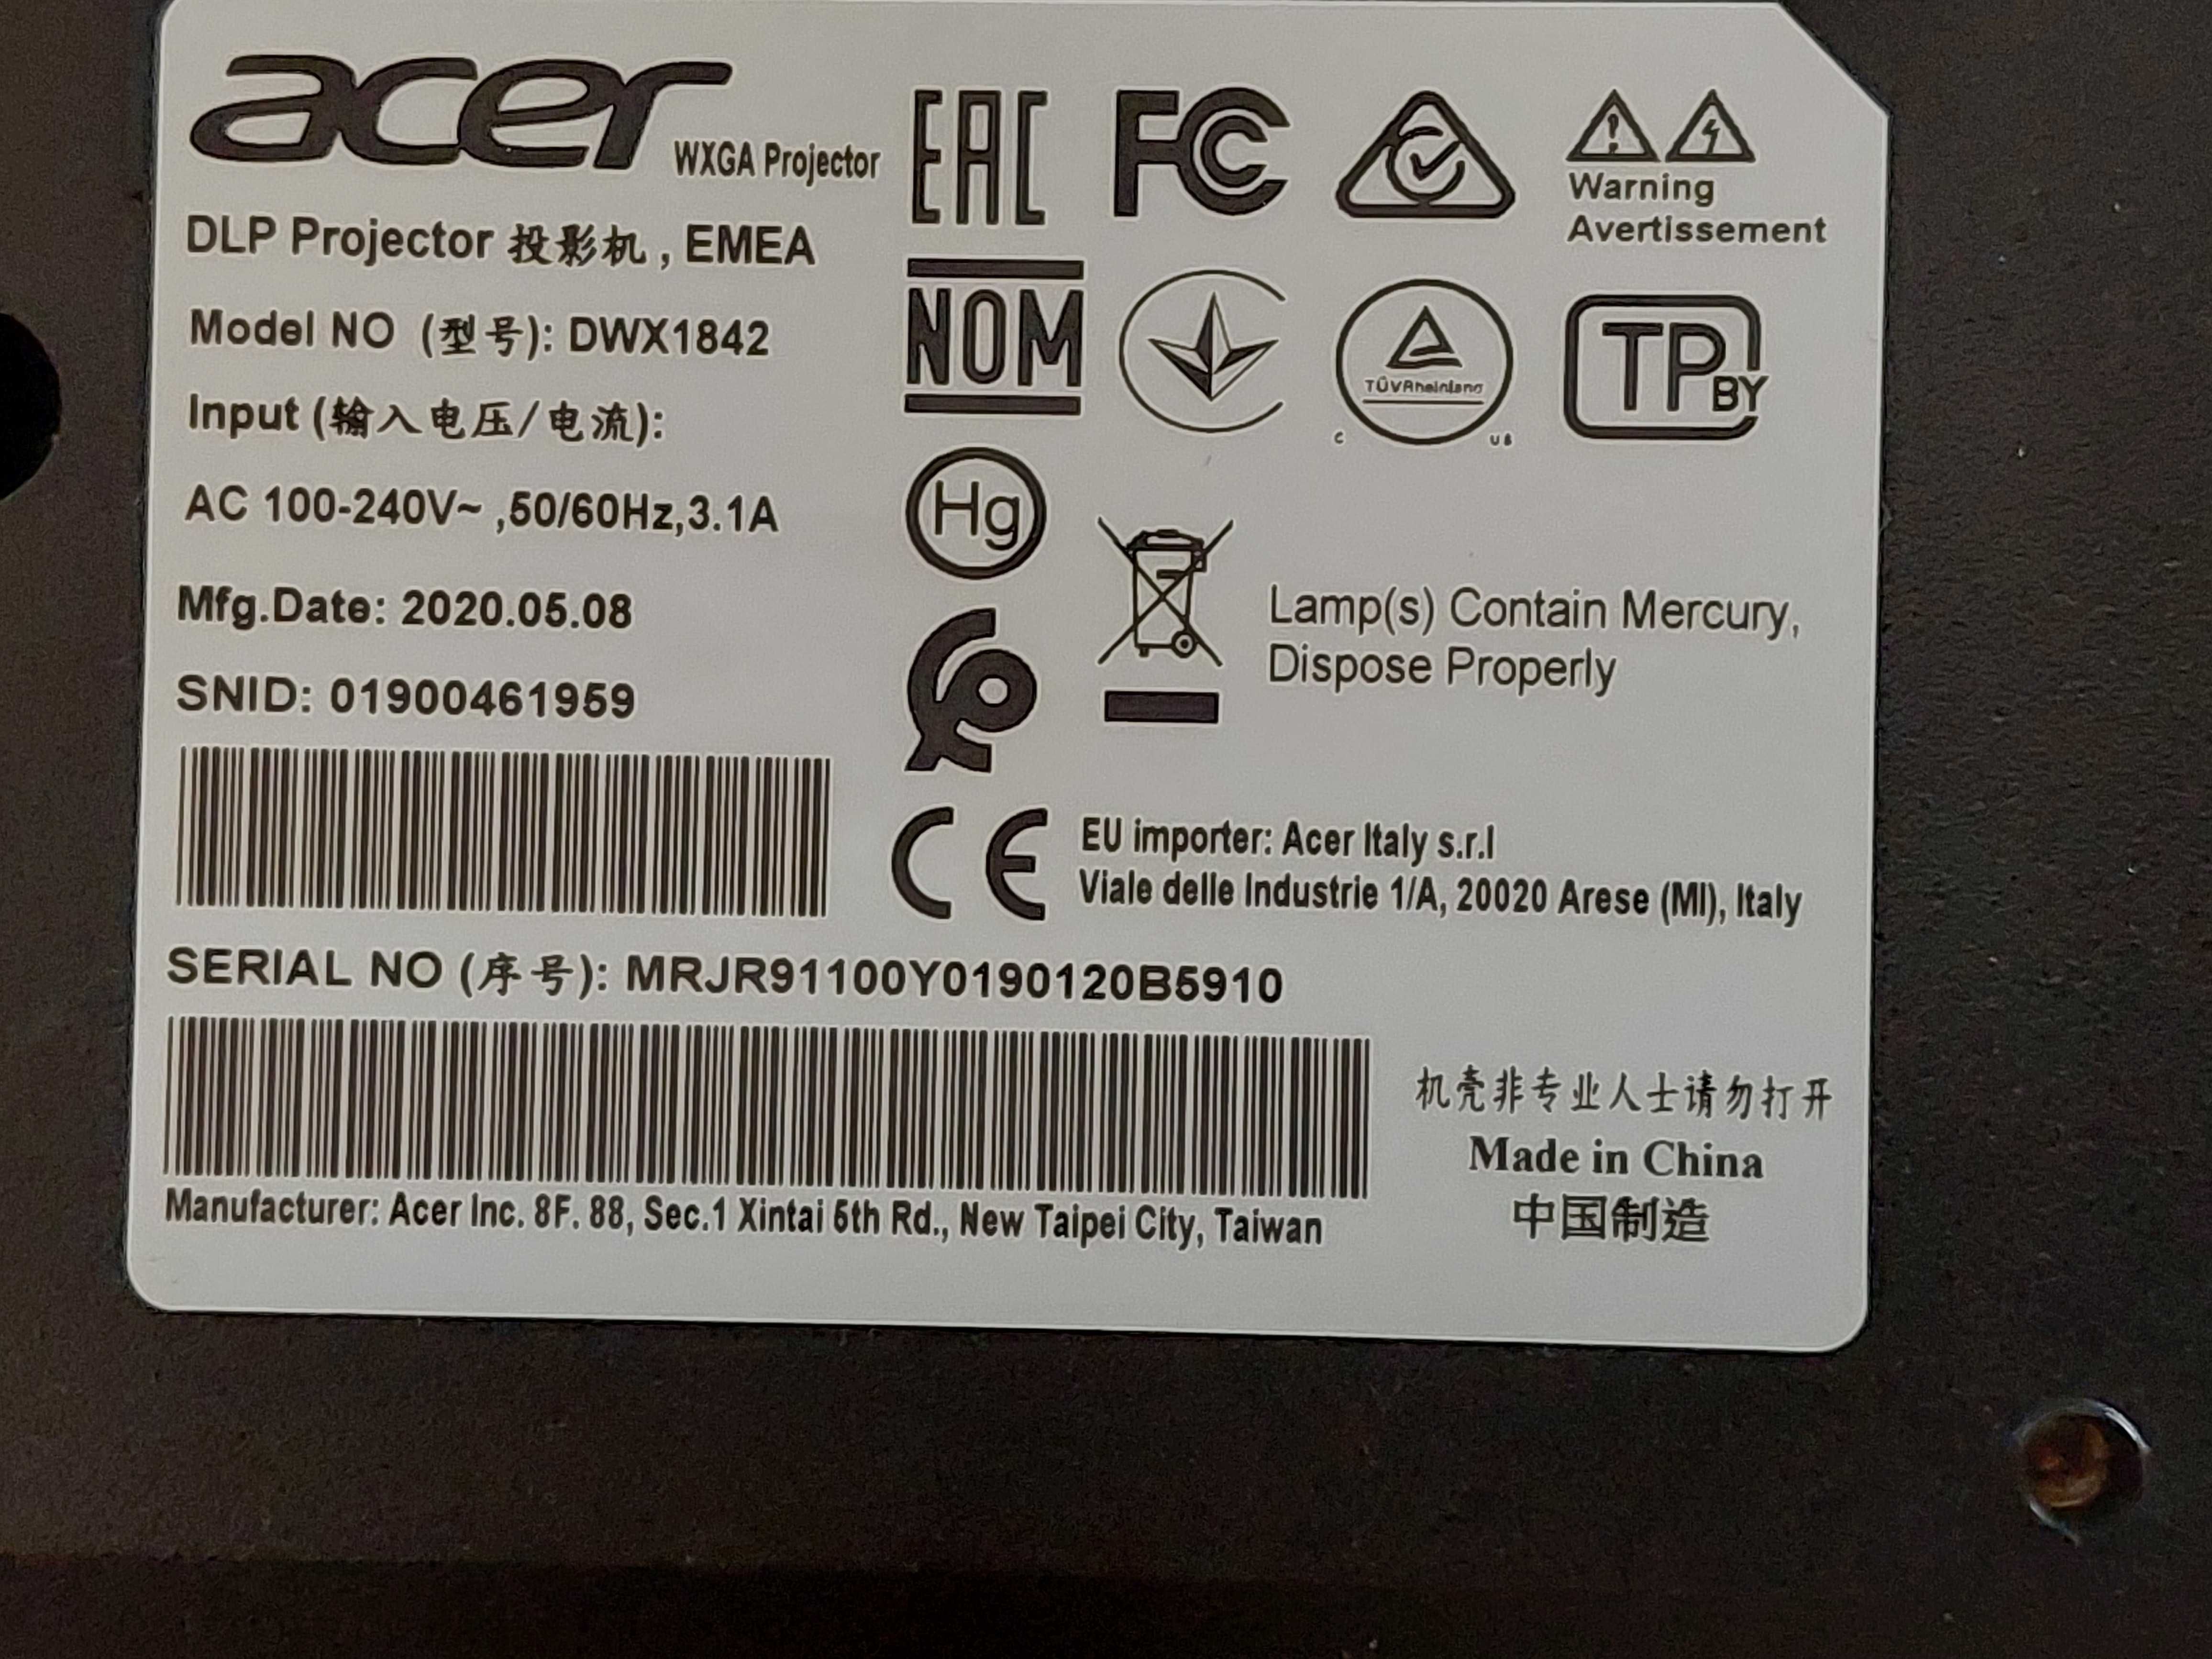 acer WXGA Projector
DLP Projector 投影机 , EMEA
Model NO (型号): DWX1842
Input (输入电压/电流):
AC 100-240V~ ,50/60Hz,3.1A
Mfg.Date: 2020.05.08
SNID: 01900461959
EAC
FC
Warning
Avertissement
NOM
TÜVRheinland
C US
TP BY
Hg
Lamp(s) Contain Mercury,
Dispose Properly
CE
EU importer: Acer Italy s.r.l
Viale delle Industrie 1/A, 20020 Arese (MI), Italy
SERIAL NO (序号): MRJR91100Y0190120B5910
Manufacturer: Acer Inc. 8F. 88, Sec.1 Xintai 5th Rd., New Taipei City, Taiwan
机壳非专业人士请勿打开
Made in China
中国制造